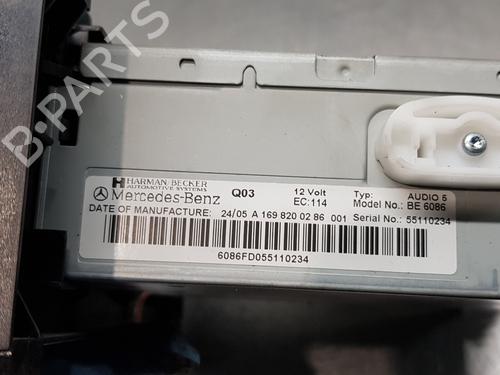 B-PARTS
HARMAN/BECKER
AUTOMOTIVE SYSTEMS
Mercedes-Benz Q03 12 Volt Typ: AUDIO 5
EC:114 Model No.: BE 6086
DATE OF MANUFACTURE: 24/05 A 169 820 02 86 001 Serial No.: 55110234
6086FD055110234